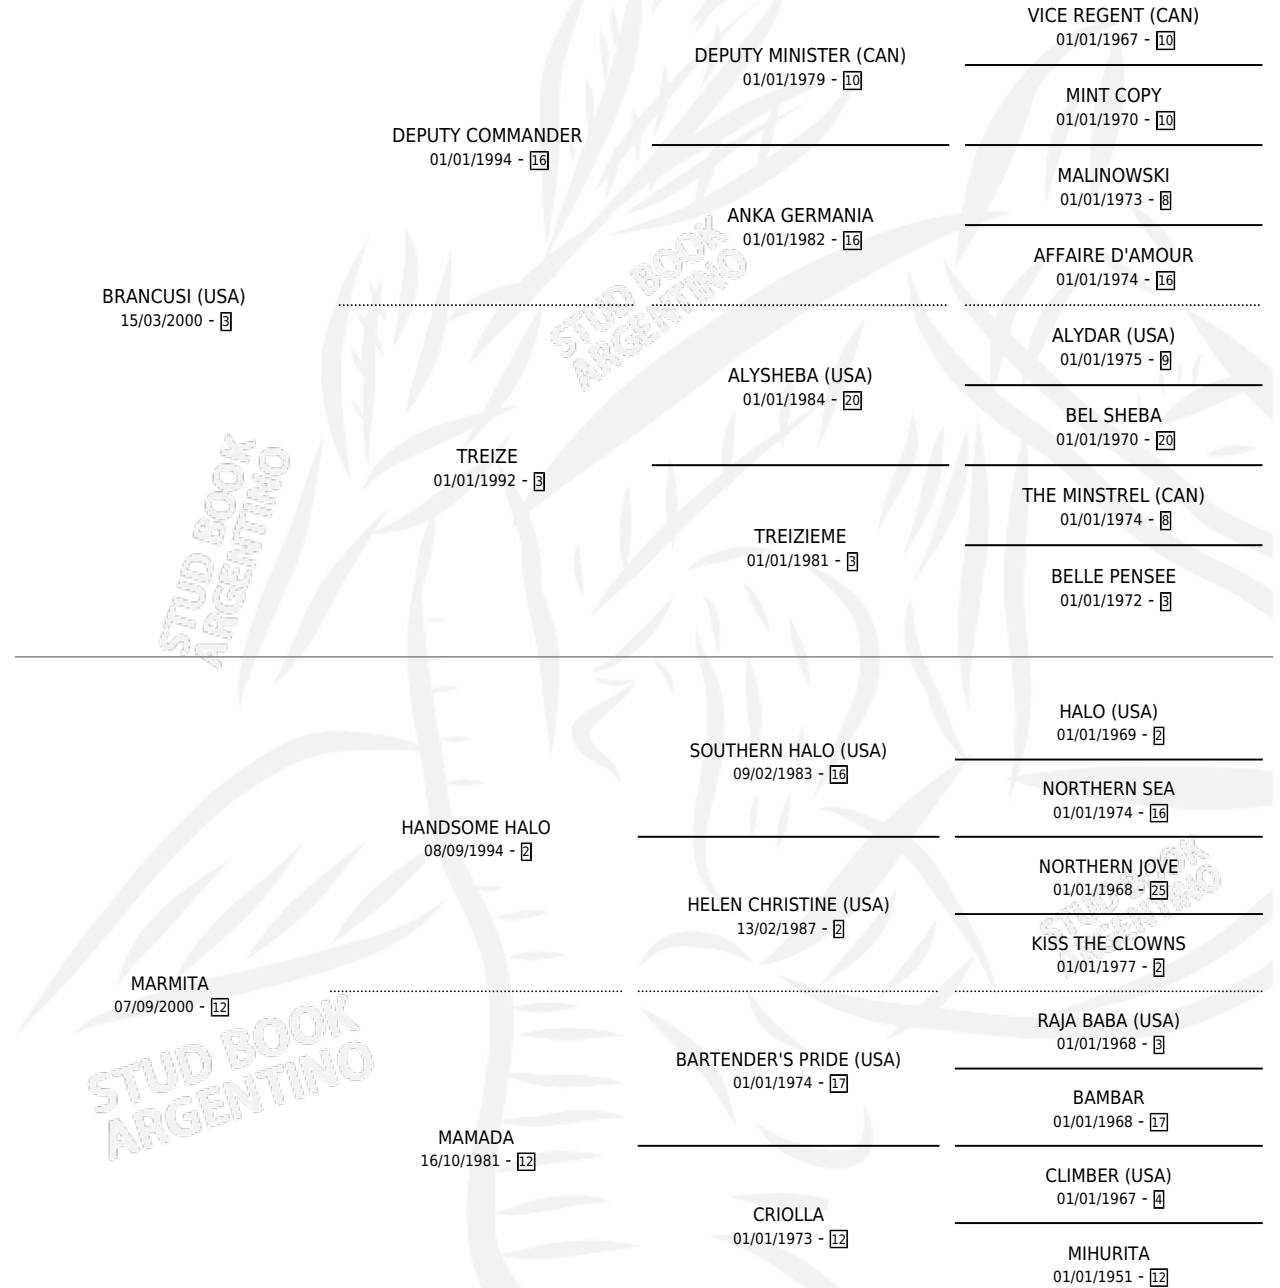 VICE REGENT (CAN)
01/01/1967 - 10
DEPUTY MINISTER (CAN)
01/01/1979 - 10
MINT COPY
01/01/1970 - 10
DEPUTY COMMANDER
01/01/1994 - 16
MALINOWSKI
01/01/1973 - 8
ANKA GERMANIA
01/01/1982 - 16
AFFAIRE D'AMOUR
01/01/1974 - 16
BRANCUSI (USA)
15/03/2000 - 3
ALYDAR (USA)
01/01/1975 - 9
ALYSHEBA (USA)
01/01/1984 - 20
BEL SHEBA
01/01/1970 - 20
TREIZE
01/01/1992 - 3
THE MINSTREL (CAN)
01/01/1974 - 8
TREIZIEME
01/01/1981 - 3
BELLE PENSEE
01/01/1972 - 3
STUD BOOK
ARGENTINO
STUD BOOK
ARGENTINO
HALO (USA)
01/01/1969 - 2
SOUTHERN HALO (USA)
09/02/1983 - 16
NORTHERN SEA
01/01/1974 - 16
HANDSOME HALO
08/09/1994 - 2
NORTHERN JOVE
01/01/1968 - 25
HELEN CHRISTINE (USA)
13/02/1987 - 2
KISS THE CLOWNS
01/01/1977 - 2
STUD BOOK
ARGENTINO
MARMITA
07/09/2000 - 12
RAJA BABA (USA)
01/01/1968 - 3
BARTENDER'S PRIDE (USA)
01/01/1974 - 17
BAMBAR
01/01/1968 - 17
STUD BOOK
ARGENTINO
MAMADA
16/10/1981 - 12
CLIMBER (USA)
01/01/1967 - 4
CRIOLLA
01/01/1973 - 12
MIHURITA
01/01/1951 - 12